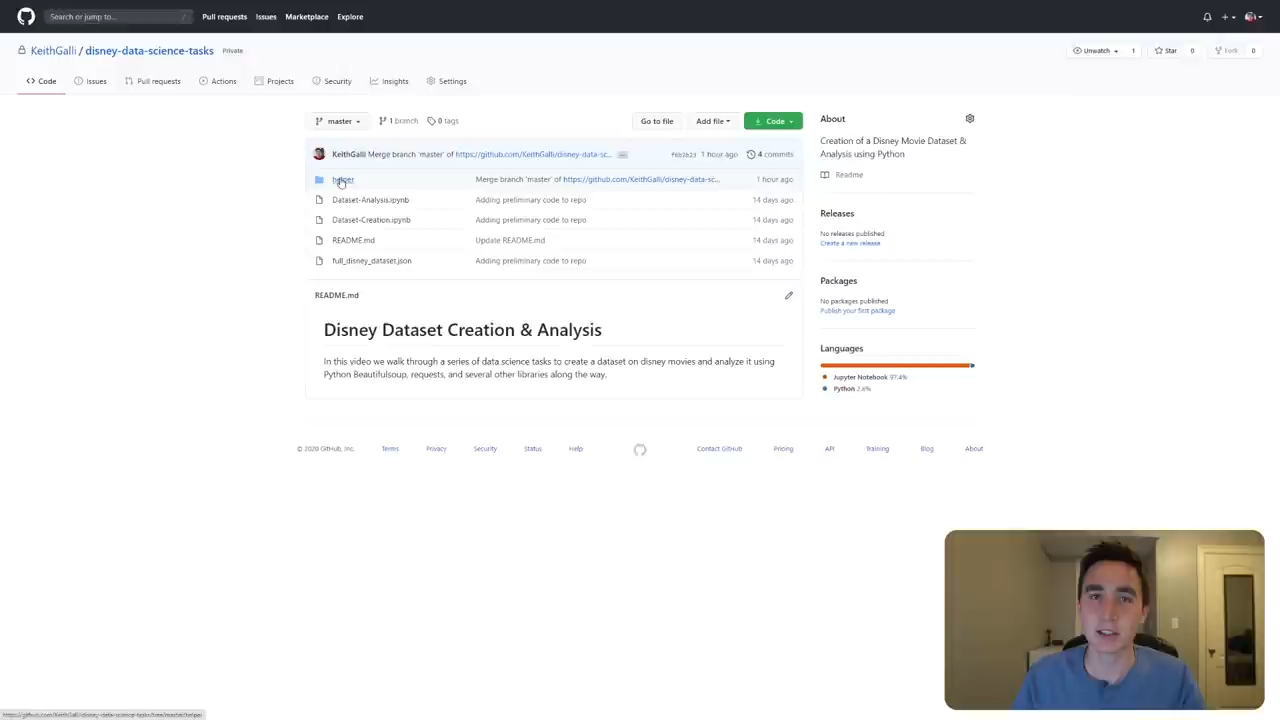 Search or jump to... / Pull requests Issues Marketplace Explore
KeithGalli / disney-data-science-tasks Private Unwatch 1 Star 0 Fork 0
Code Issues Pull requests Actions Projects Security Insights Settings
master 1 branch 0 tags Go to file Add file Code
KeithGalli Merge branch 'master' of https://github.com/KeithGalli/disney-data-sc... 1 hour ago 4 commits
helper Merge branch 'master' of https://github.com/KeithGalli/disney-data-sc... 1 hour ago
Dataset-Analysis.ipynb Adding preliminary code to repo 14 days ago
Dataset-Creation.ipynb Adding preliminary code to repo 14 days ago
README.md Update README.md 14 days ago
full_disney_dataset.json Adding preliminary code to repo 14 days ago
README.md
Disney Dataset Creation & Analysis
In this video we walk through a series of data science tasks to create a dataset on disney movies and analyze it using
Python Beautifulsoup, requests, and several other libraries along the way.
About
Creation of a Disney Movie Dataset &
Analysis using Python
Readme
Releases
No releases published
Create a new release
Packages
No packages published
Publish your first package
Languages
Jupyter Notebook 97.4%
Python 2.6%
© 2020 GitHub, Inc. Terms Privacy Security Status Help Contact GitHub Pricing API Training Blog About